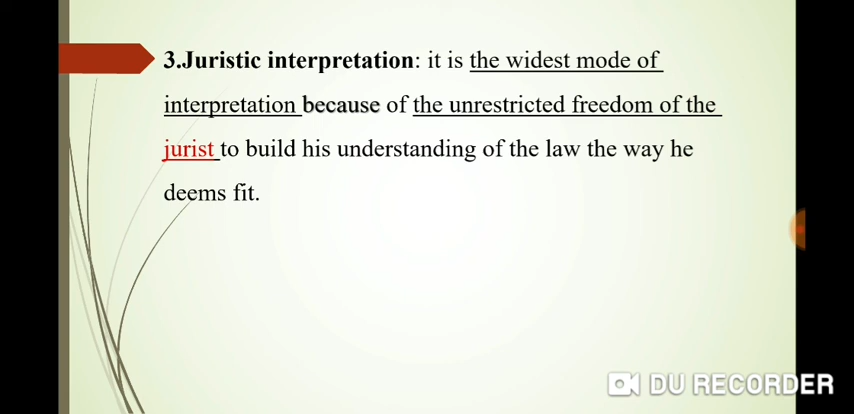 3.Juristic interpretation: it is the widest mode of
interpretation because of the unrestricted freedom of the
jurist to build his understanding of the law the way he
deems fit.
DU RECORDER